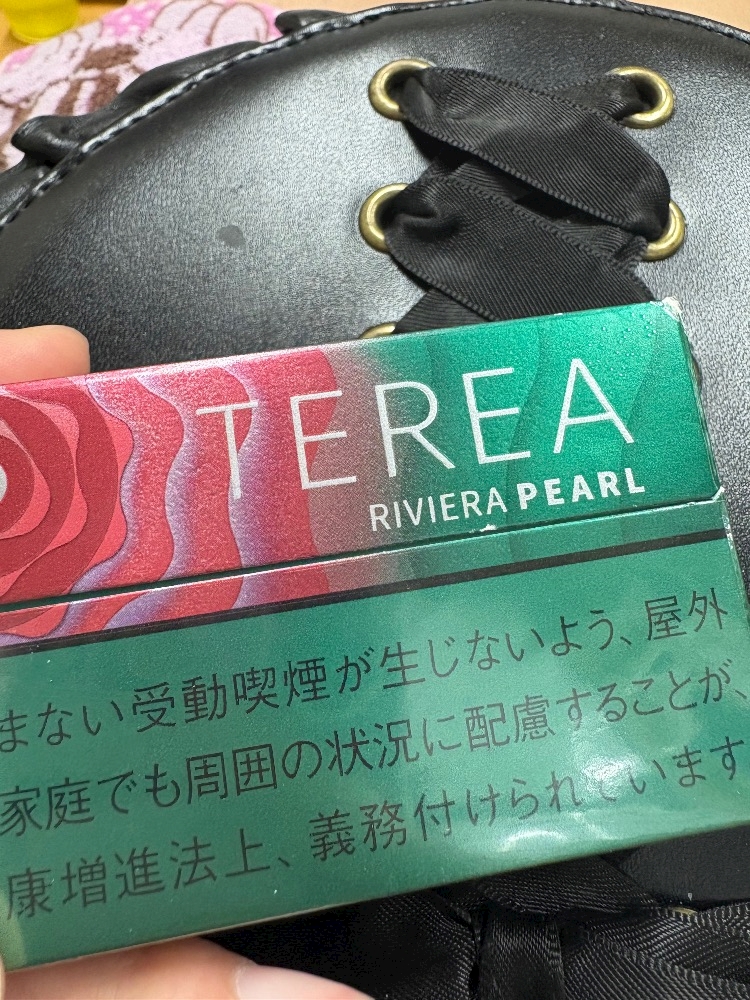 TEREA
RIVIERA PEARL
まない受動喫煙が生じないよう、屋外
家庭でも周囲の状況に配慮することが、
康増進法上、義務付けられています